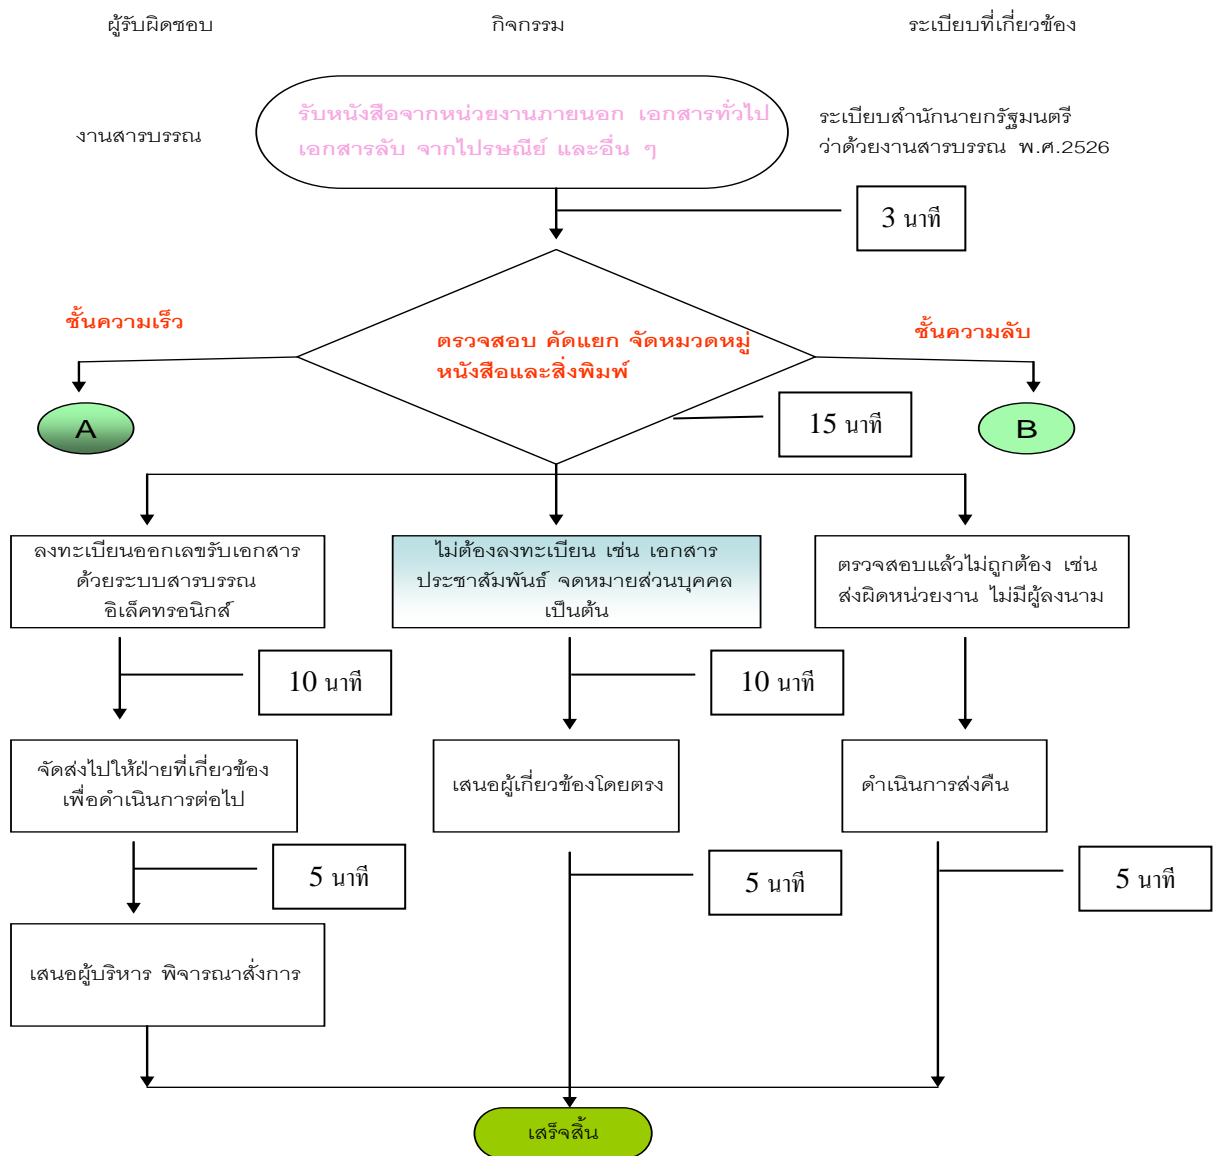 ผู้รับผิดชอบ
กิจกรรม
ระเบียบที่เกี่ยวข้อง
งานสารบรรณ
รับหนังสือจากหน่วยงานภายนอก เอกสารทั่วไป
เอกสารลับ จากไปรษณีย์ และอื่น ๆ
ระเบียบสำนักนายกรัฐมนตรี
ว่าด้วยงานสารบรรณ พ.ศ.2526
3 นาที
ชั้นความเร็ว
ตรวจสอบ คัดแยก จัดหมวดหมู่
หนังสือและสิ่งพิมพ์
ชั้นความลับ
A
15 นาที
B
ลงทะเบียนออกเลขรับเอกสาร
ด้วยระบบสารบรรณ
อิเล็คทรอนิกส์
ไม่ต้องลงทะเบียน เช่น เอกสาร
ประชาสัมพันธ์ จดหมายส่วนบุคคล
เป็นต้น
ตรวจสอบแล้วไม่ถูกต้อง เช่น
ส่งผิดหน่วยงาน ไม่มีผู้ลงนาม
10 นาที
10 นาที
จัดส่งไปให้ฝ่ายที่เกี่ยวข้อง
เพื่อดำเนินการต่อไป
เสนอผู้เกี่ยวข้องโดยตรง
ดำเนินการส่งคืน
5 นาที
5 นาที
5 นาที
เสนอผู้บริหาร พิจารณาสั่งการ
เสร็จสิ้น